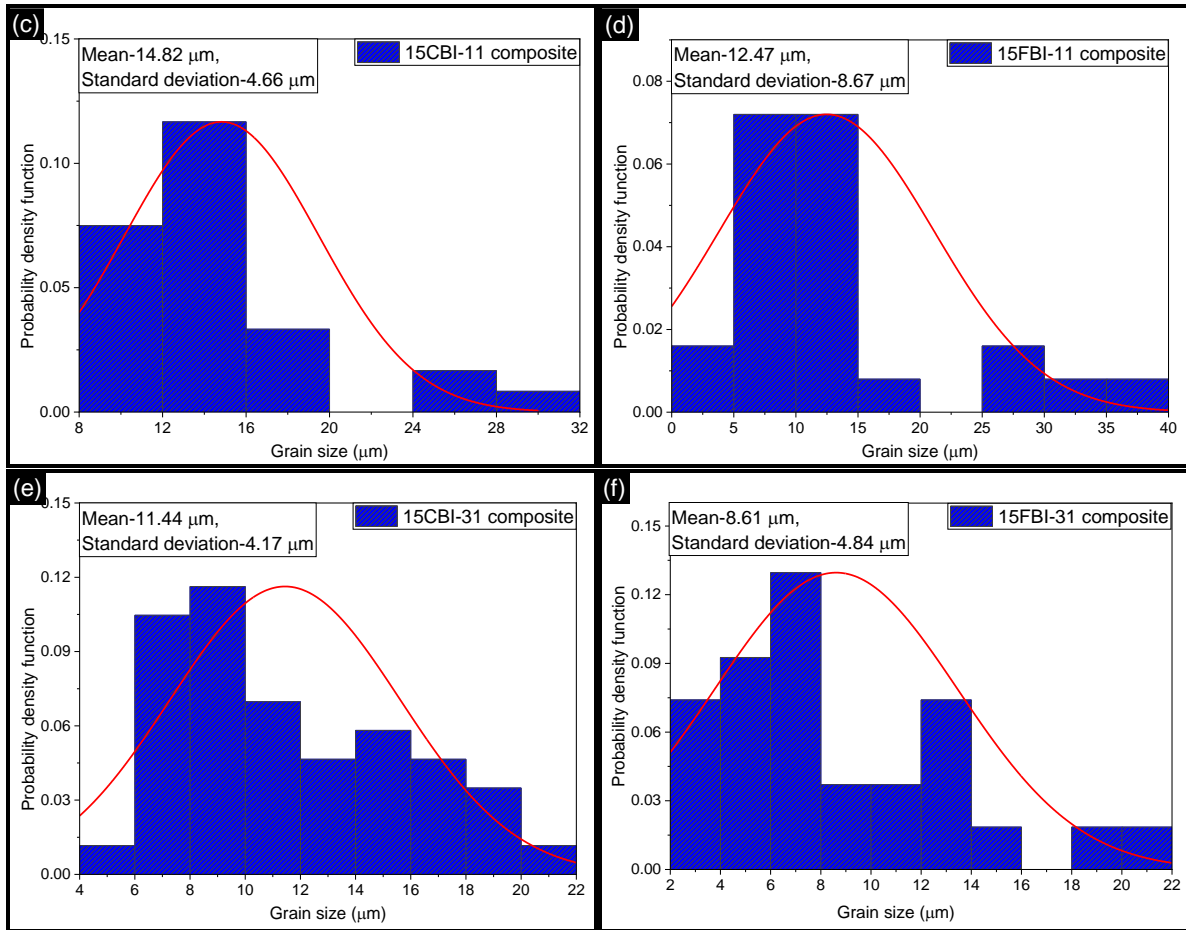 (c)
Mean-14.82 μm,
Standard deviation-4.66 μm
15CBI-11 composite
Probability density function
0.15
0.10
0.05
0.00
8 12 16 20 24 28 32
Grain size (μm)
(d)
Mean-12.47 μm,
Standard deviation-8.67 μm
15FBI-11 composite
Probability density function
0.08
0.06
0.04
0.02
0.00
0 5 10 15 20 25 30 35 40
Grain size (μm)
(e)
Mean-11.44 μm,
Standard deviation-4.17 μm
15CBI-31 composite
Probability density function
0.15
0.12
0.09
0.06
0.03
0.00
4 6 8 10 12 14 16 18 20 22
Grain size (μm)
(f)
Mean-8.61 μm,
Standard deviation-4.84 μm
15FBI-31 composite
Probability density function
0.15
0.12
0.09
0.06
0.03
0.00
2 4 6 8 10 12 14 16 18 20 22
Grain size (μm)